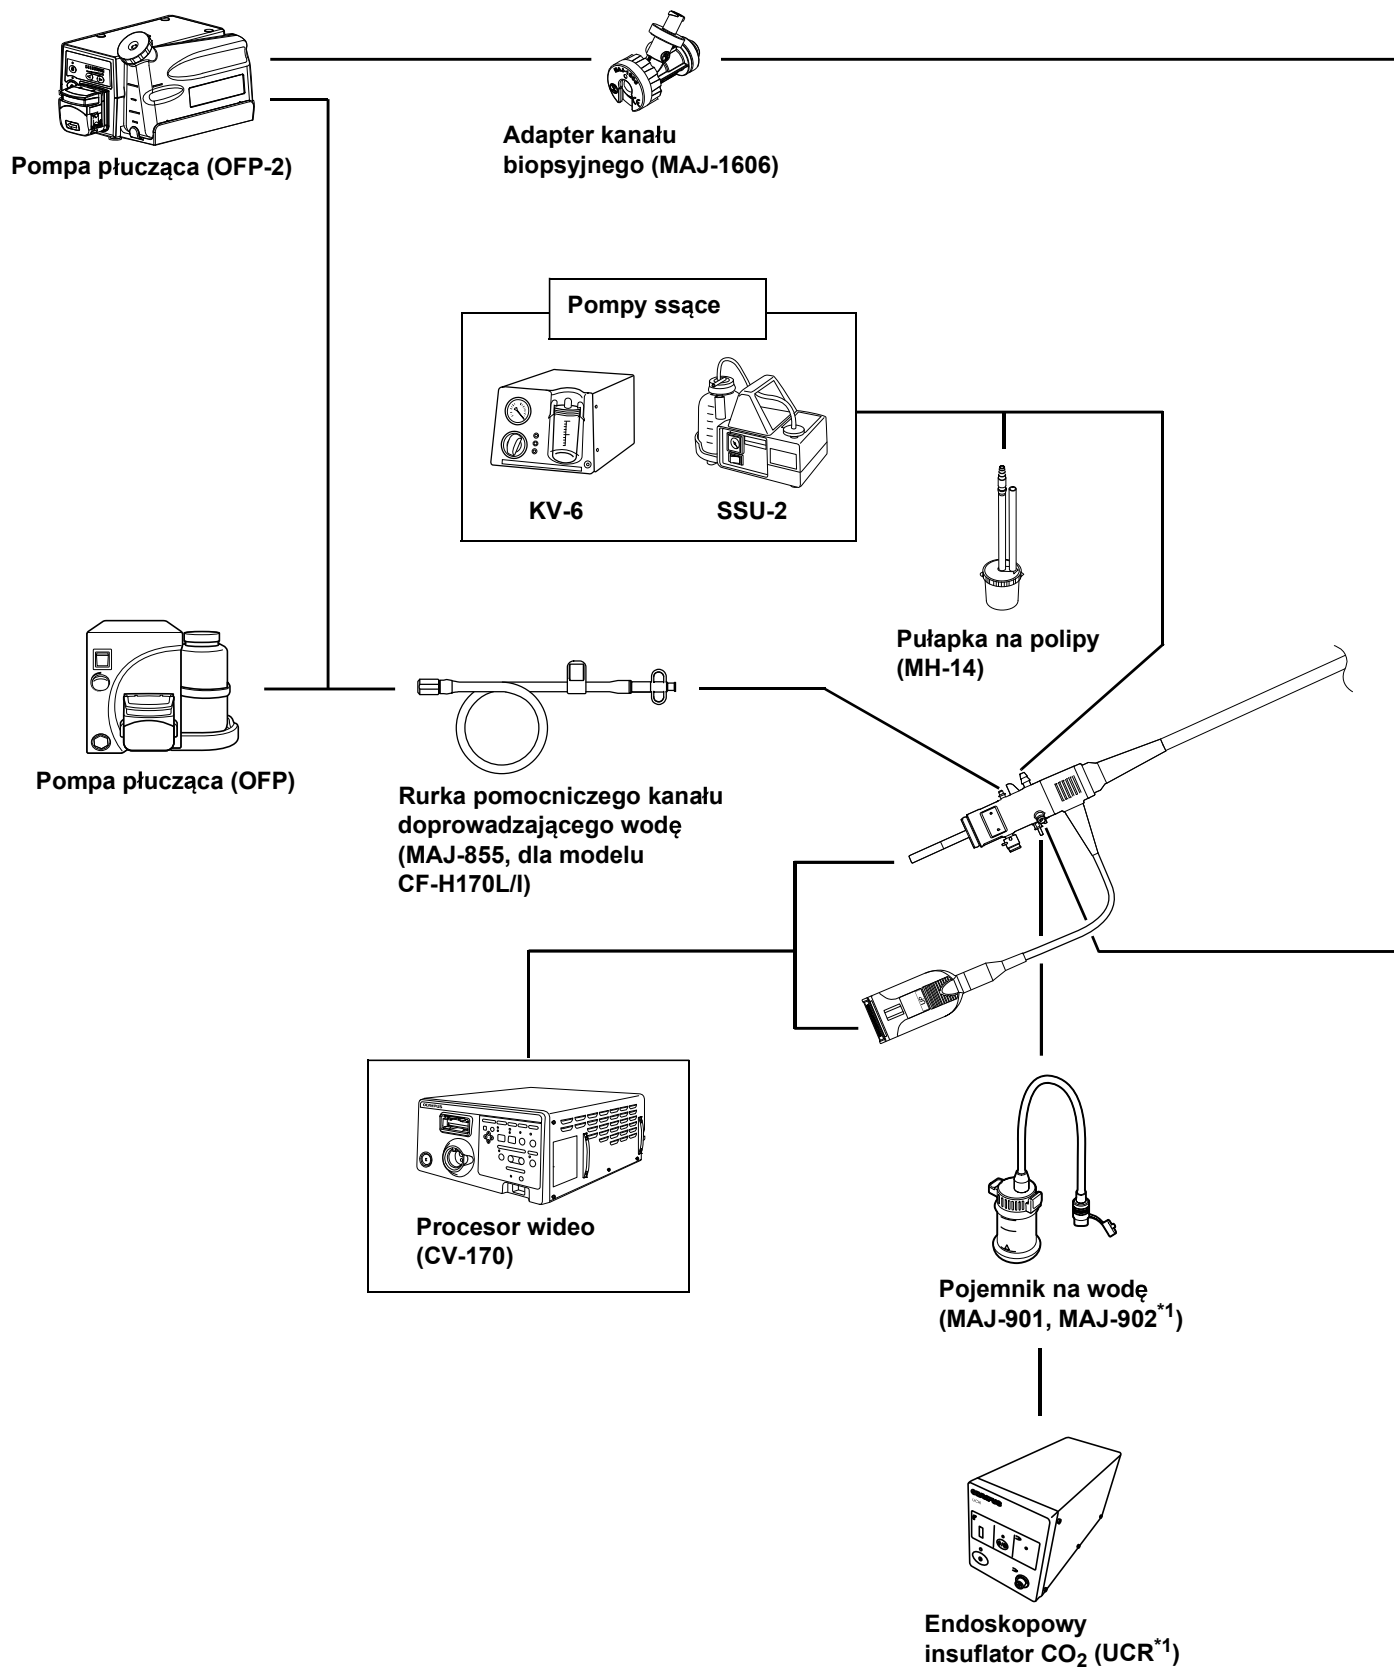 Pompa płucząca (OFP-2)
Adapter kanału
biopsyjnego (MAJ-1606)
Pompy ssące
KV-6
SSU-2
Pułapka na polipy
(MH-14)
Pompa płucząca (OFP)
Rurka pomocniczego kanału
doprowadzającego wodę
(MAJ-855, dla modelu
CF-H170L/I)
Procesor wideo
(CV-170)
Pojemnik na wodę
(MAJ-901, MAJ-902*1)
Endoskopowy
insuflator CO₂ (UCR*1)